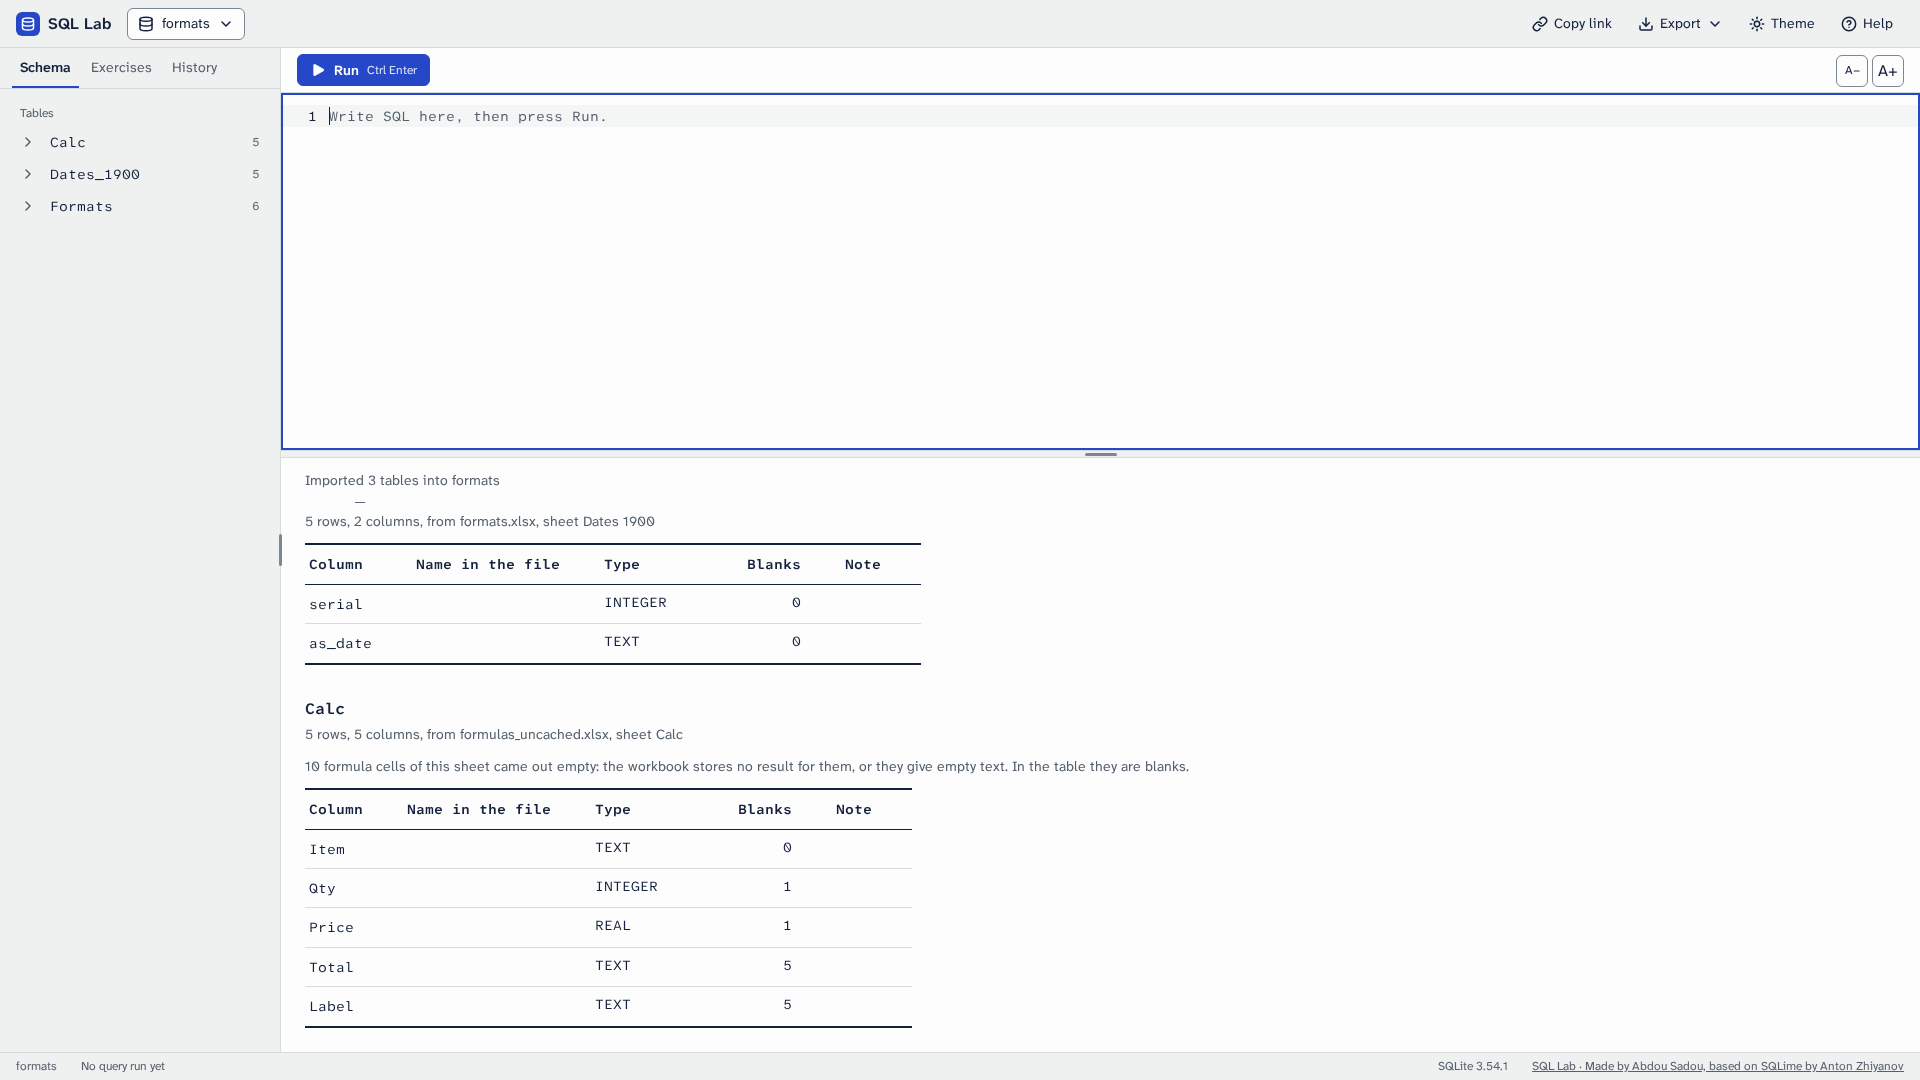 SQL Lab
formats
Copy link
Export
Theme
Help
Schema
Exercises
History
Run Ctrl Enter
A−
A+
Tables
Calc 5
Dates_1900 5
Formats 6
1 Write SQL here, then press Run.
Imported 3 tables into formats
5 rows, 2 columns, from formats.xlsx, sheet Dates 1900
Column Name in the file Type Blanks Note
serial INTEGER 0
as_date TEXT 0
Calc
5 rows, 5 columns, from formulas_uncached.xlsx, sheet Calc
10 formula cells of this sheet came out empty: the workbook stores no result for them, or they give empty text. In the table they are blanks.
Column Name in the file Type Blanks Note
Item TEXT 0
Qty INTEGER 1
Price REAL 1
Total TEXT 5
Label TEXT 5
formats
No query run yet
SQLite 3.54.1
SQL Lab · Made by Abdou Sadou, based on SQLime by Anton Zhiyanov